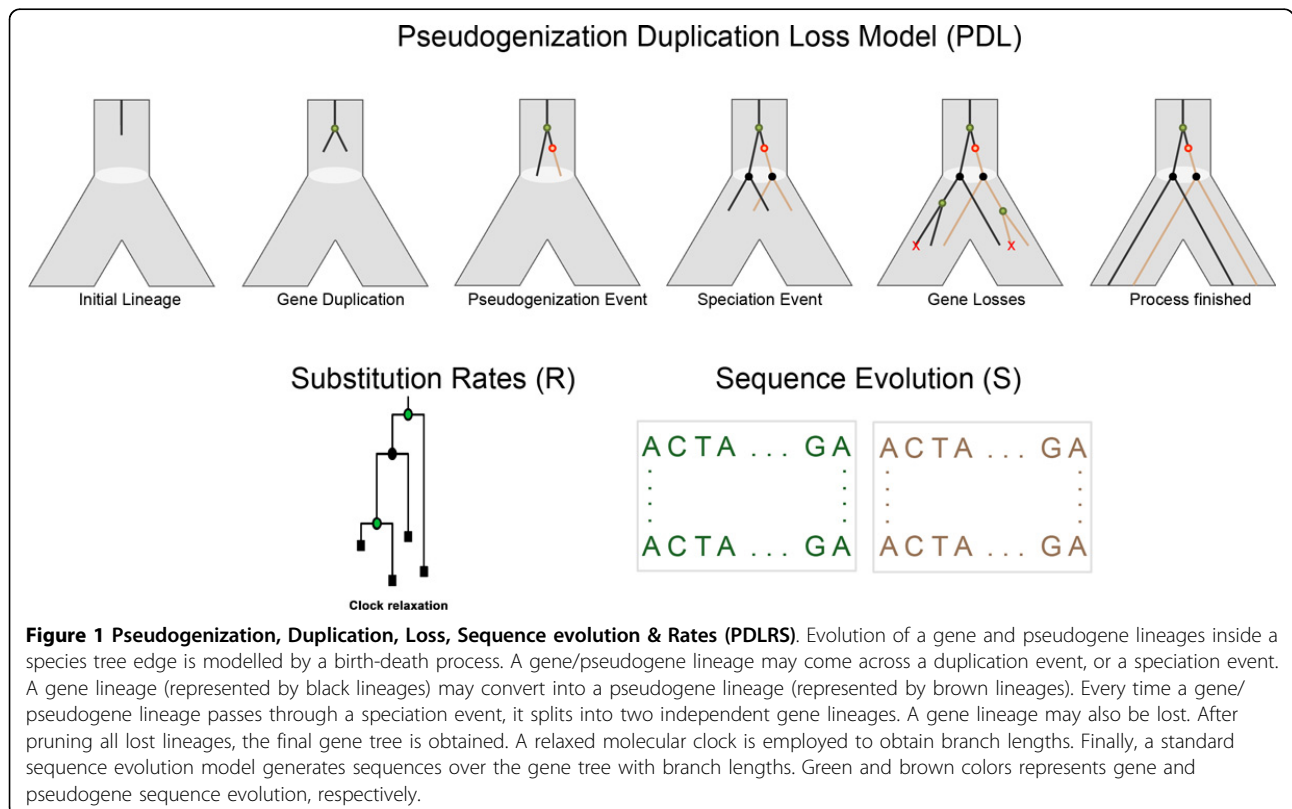 Pseudogenization Duplication Loss Model (PDL)
Initial Lineage
Gene Duplication
Pseudogenization Event
Speciation Event
X
X
Gene Losses
Process finished
Substitution Rates (R)
Clock relaxation
Sequence Evolution (S)
ACTA ... GA
ACTA ... GA
ACTA ... GA
ACTA ... GA
Figure 1 Pseudogenization, Duplication, Loss, Sequence evolution & Rates (PDLRS). Evolution of a gene and pseudogene lineages inside a
species tree edge is modelled by a birth-death process. A gene/pseudogene lineage may come across a duplication event, or a speciation event.
A gene lineage (represented by black lineages) may convert into a pseudogene lineage (represented by brown lineages). Every time a gene/
pseudogene lineage passes through a speciation event, it splits into two independent gene lineages. A gene lineage may also be lost. After
pruning all lost lineages, the final gene tree is obtained. A relaxed molecular clock is employed to obtain branch lengths. Finally, a standard
sequence evolution model generates sequences over the gene tree with branch lengths. Green and brown colors represents gene and
pseudogene sequence evolution, respectively.